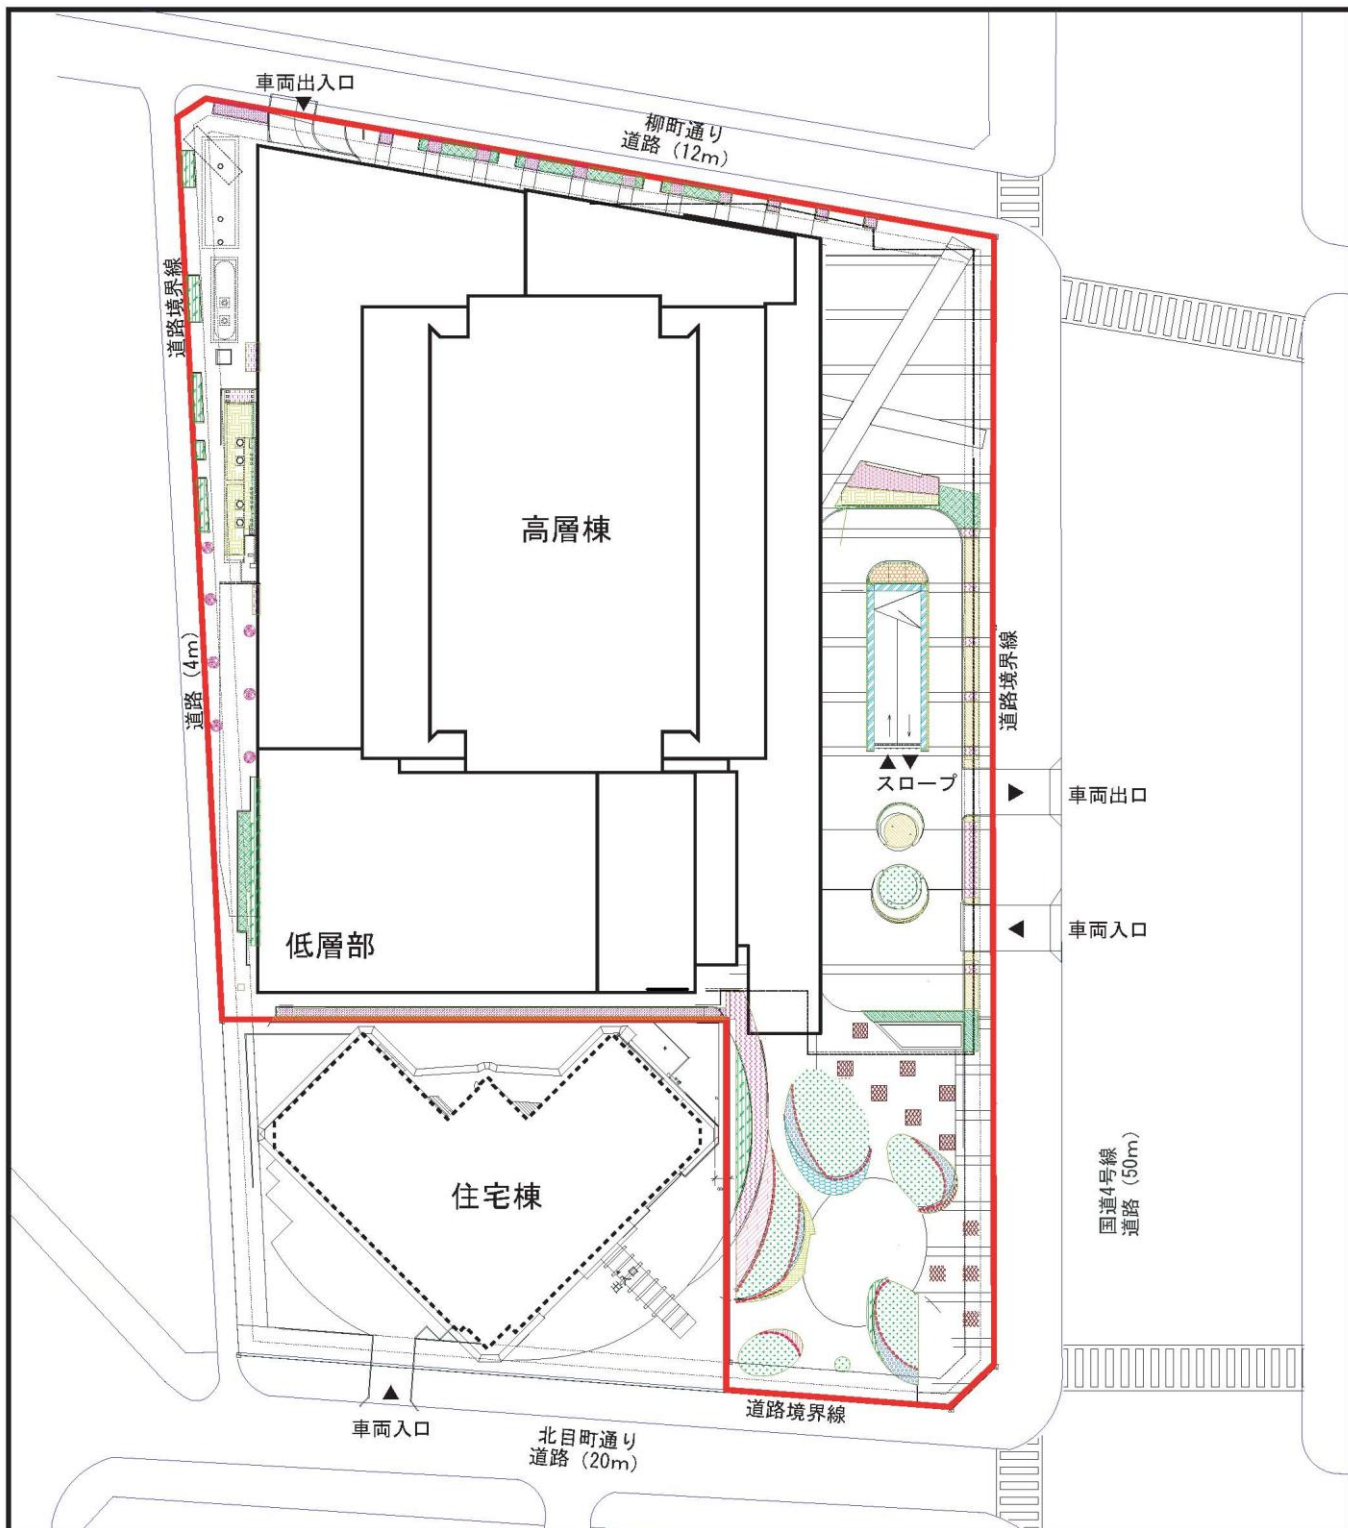 車両出入口
柳町通り
道路 (12m)
道路境界線
高層棟
道路 (4m)
道路境界線
スロープ
車両出口
低層部
車両入口
国道4号線
道路 (50m)
住宅棟
出入口
道路境界線
車両入口
北目町通り
道路 (20m)